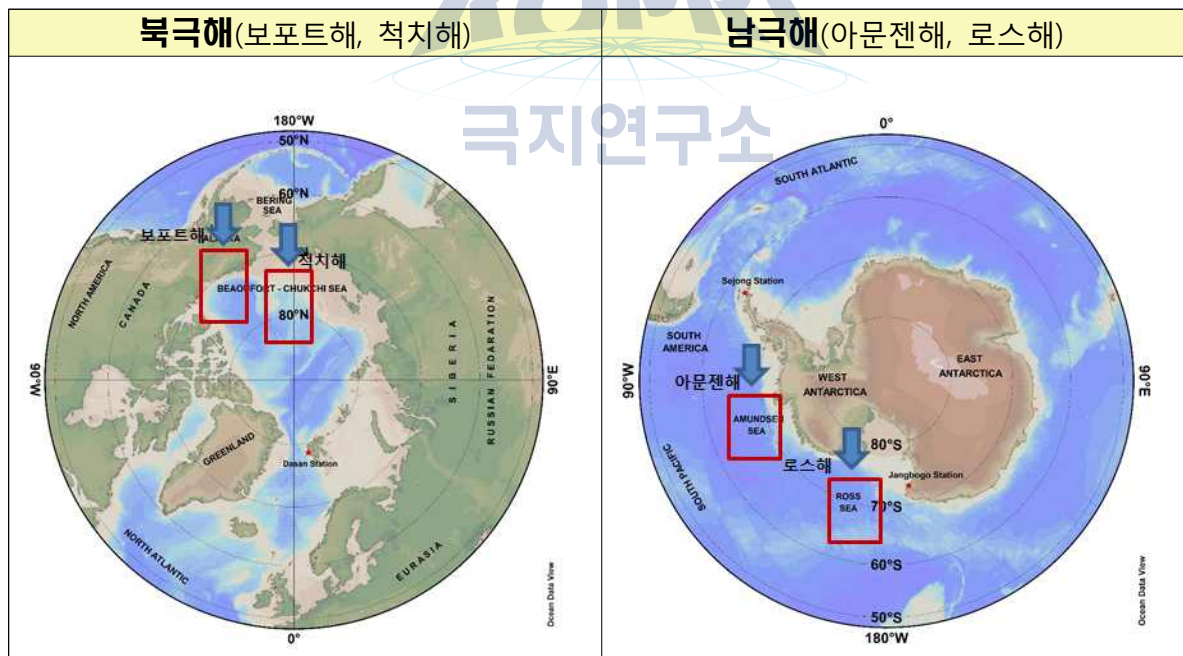 북극해(보포트해, 척치해)
남극해(아문젠해, 로스해)
극지연구소
180°W
50°N
60°N
BERING
SEA
보포트해
척치해
BEAOUFORT - CHUKCHI SEA
80°N
NORTH AMERICA
CANADA
SIBERIA
RUSSIAN FEDARATION
90°W
90°E
GREENLAND
Dasan Station
NORTH ATLANTIC
EURASIA
Ocean Data View
0°
0°
SOUTH ATLANTIC
Sejong Station
SOUTH
AMERICA
아문젠해
WEST
ANTARCTICA
EAST
ANTARCTICA
90°W
90°E
AMUNDSEN
SEA
로스해
80°S
Jangbogo Station
ROSS
SEA
70°S
SOUTH PACIFIC
60°S
50°S
180°W
Ocean Data View